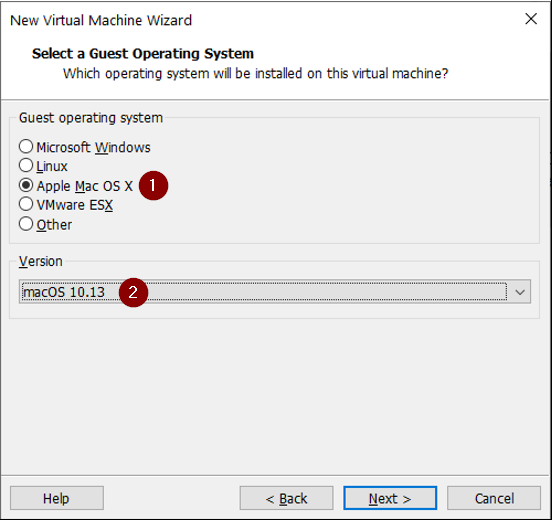 New Virtual Machine Wizard
Select a Guest Operating System
Which operating system will be installed on this virtual machine?
Guest operating system
Microsoft Windows
Linux
Apple Mac OS X 1
VMware ESX
Other
Version
macOS 10.13 2
Help < Back Next > Cancel